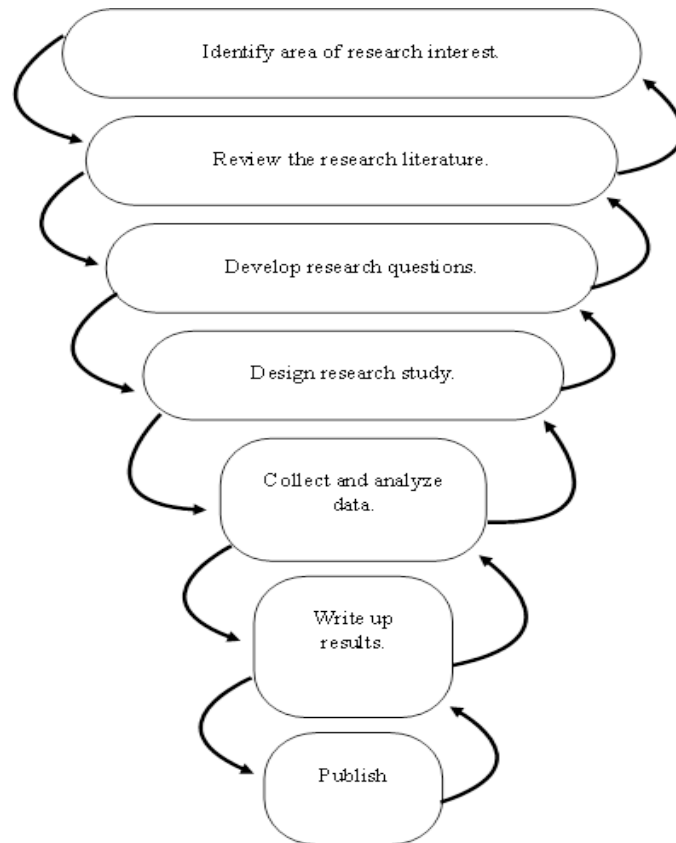 Identify area of research interest.
Review the research literature.
Develop research questions.
Design research study.
Collect and analyze
data.
Write up
results.
Publish